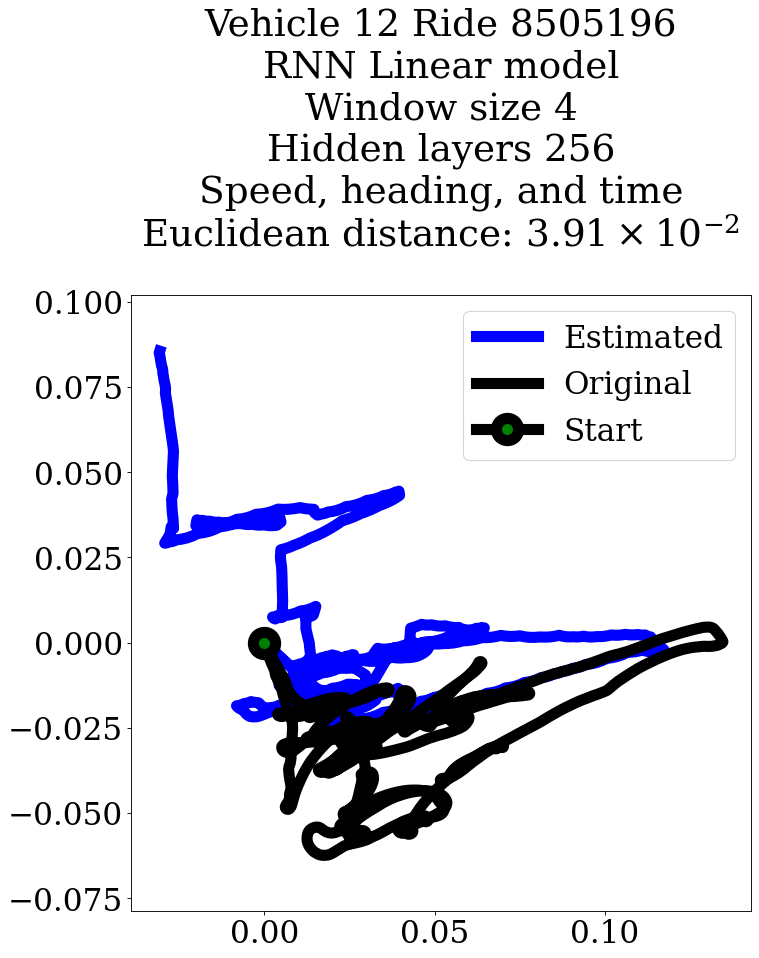 Vehicle 12 Ride 8505196
RNN Linear model
Window size 4
Hidden layers 256
Speed, heading, and time
Euclidean distance: 3.91 × 10⁻²
0.100
0.075
0.050
0.025
0.000
−0.025
−0.050
−0.075
Estimated
Original
Start
0.00 0.05 0.10